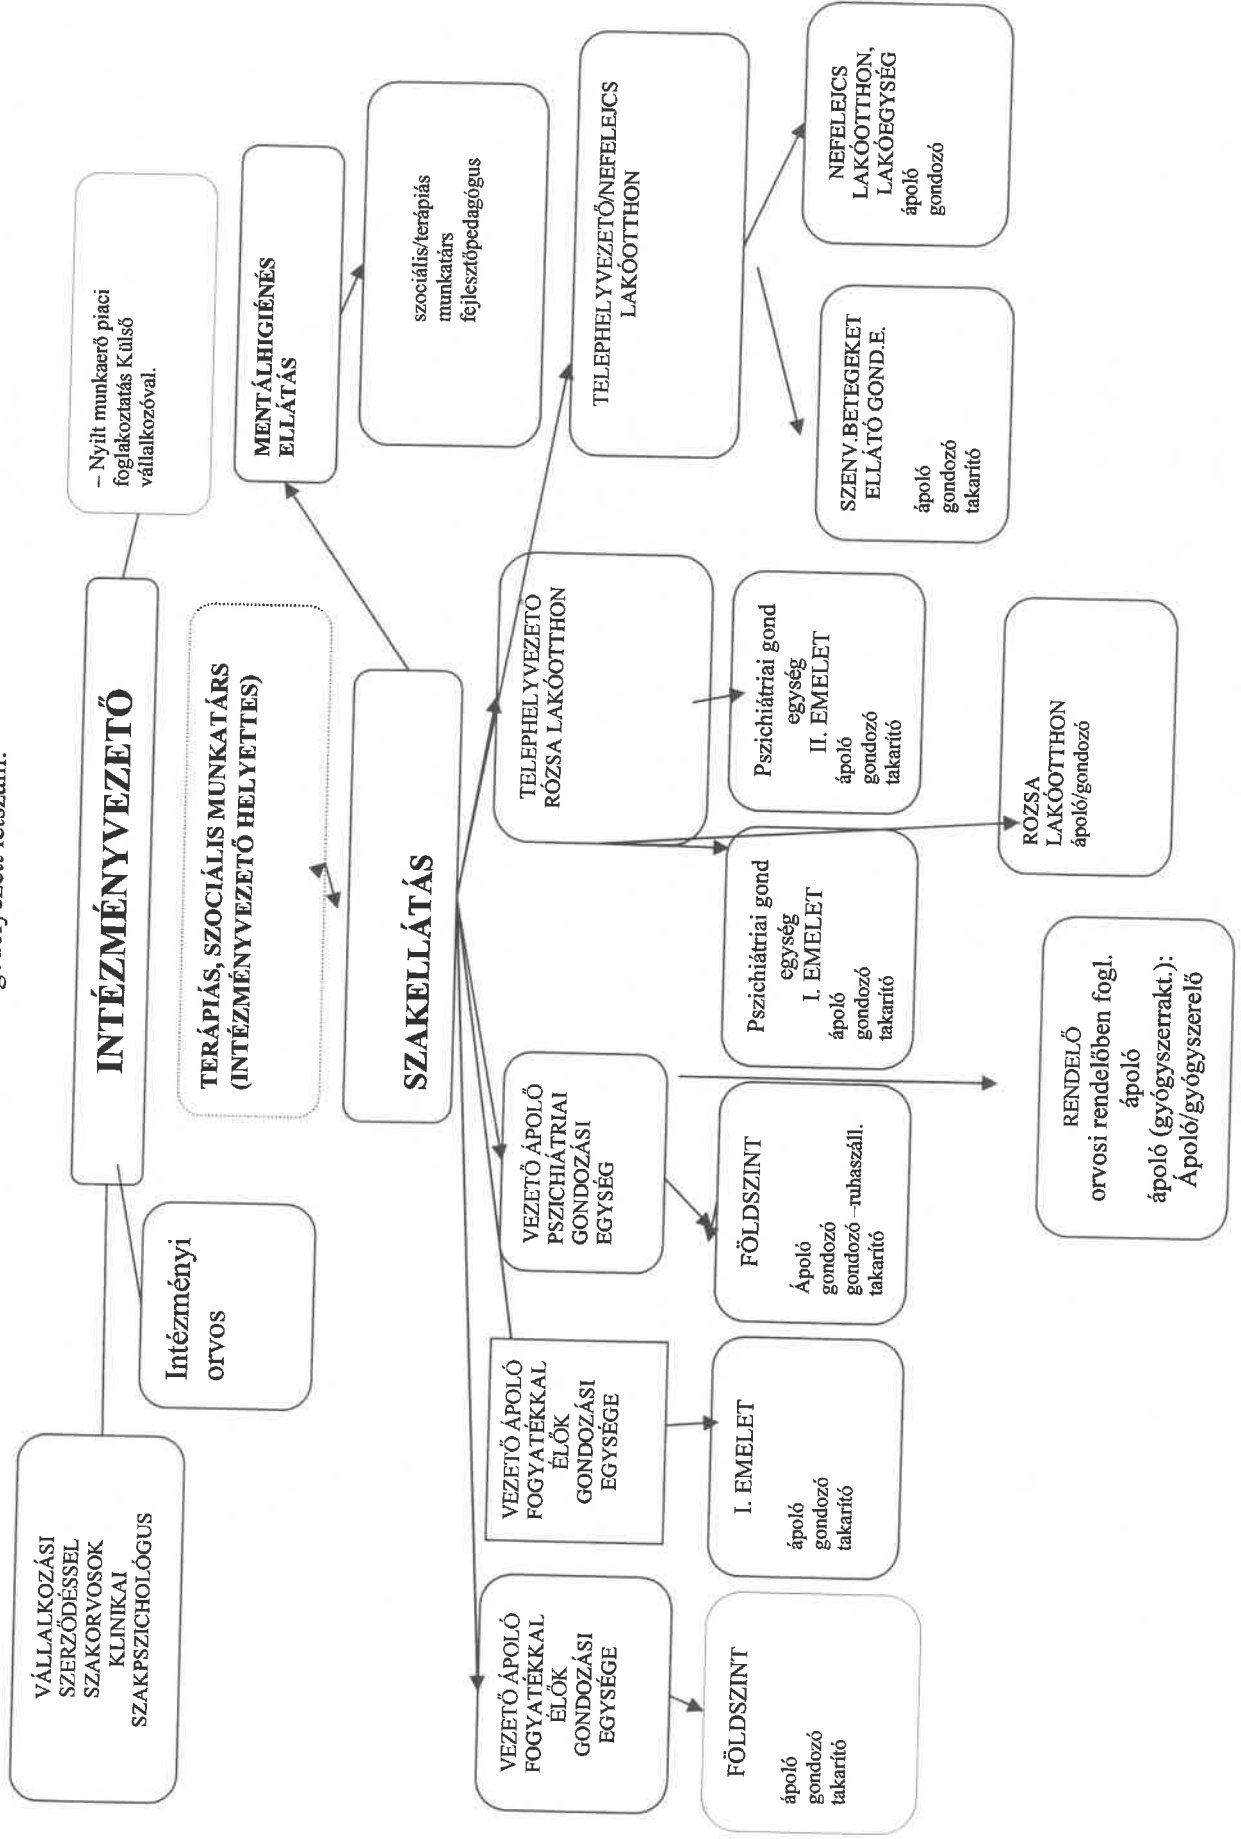 INTÉZMÉNYVEZETŐ
– Nyilt munkaerő piaci
foglakoztatás Külső
vállalkozóval.
VÁLLALKOZÁSI
SZERZŐDÉSSEL
SZAKORVOSOK
KLINIKAI
SZAKPSZICHOLÓGUS
Intézményi
orvos
TERÁPIÁS, SZOCIÁLIS MUNKATÁRS
(INTÉZMÉNYVEZETŐ HELYETTES)
MENTÁLHIGIÉNÉS
ELLÁTÁS
szociális/terápiás
munkatárs
fejlesztőpedagógus
SZAKELLÁTÁS
VEZETŐ ÁPOLÓ
FOGYATÉKKAL
ÉLŐK
GONDOZÁSI
EGYSÉGE
VEZETŐ ÁPOLÓ
FOGYATÉKKAL
ÉLŐK
GONDOZÁSI
EGYSÉGE
VEZETŐ ÁPOLÓ
PSZICHIÁTRIAI
GONDOZÁSI
EGYSÉG
TELEPHELYVEZETŐ
RÓZSA LAKÓOTTHON
TELEPHELYVEZETŐ/NEFELEJCS
LAKÓOTTHON
FÖLDSZINT
ápoló
gondozó
takarító
I. EMELET
ápoló
gondozó
takarító
FÖLDSZINT
Ápoló
gondozó
gondozó –ruhaszáll.
takarító
Pszichiátriai gond
egység
I. EMELET
ápoló
gondozó
takarító
Pszichiátriai gond
egység
II. EMELET
ápoló
gondozó
takarító
SZENV.BETEGEKET
ELLÁTÓ GOND.E.
ápoló
gondozó
takarító
NEFELEJCS
LAKÓOTTHON,
LAKÓEGYSÉG
ápoló
gondozó
RENDELŐ
orvosi rendelőben fogl.
ápoló
ápoló (gyógyszerrakt.):
Ápoló/gyógyszerelő
ROZSA
LAKÓOTTHON
ápoló/gondozó